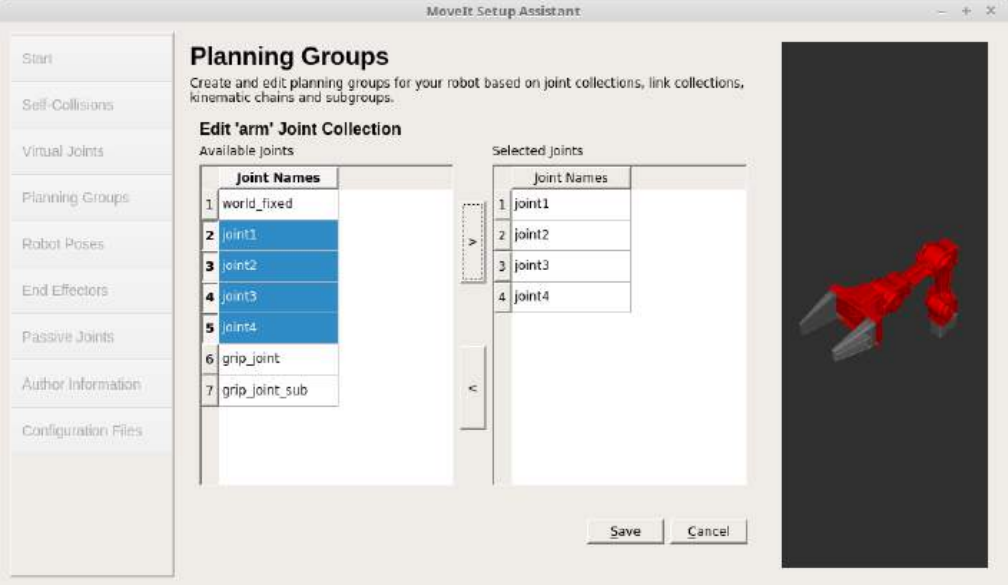 MoveIt Setup Assistant
Start
Self-Collisions
Virtual Joints
Planning Groups
Robot Poses
End Effectors
Passive Joints
Author Information
Configuration Files
Planning Groups
Create and edit planning groups for your robot based on joint collections, link collections,
kinematic chains and subgroups.
Edit 'arm' Joint Collection
Available Joints
Joint Names
1 world_fixed
2 joint1
3 joint2
4 joint3
5 joint4
6 grip_joint
7 grip_joint_sub
>
<
Selected Joints
Joint Names
1 joint1
2 joint2
3 joint3
4 joint4
Save Cancel